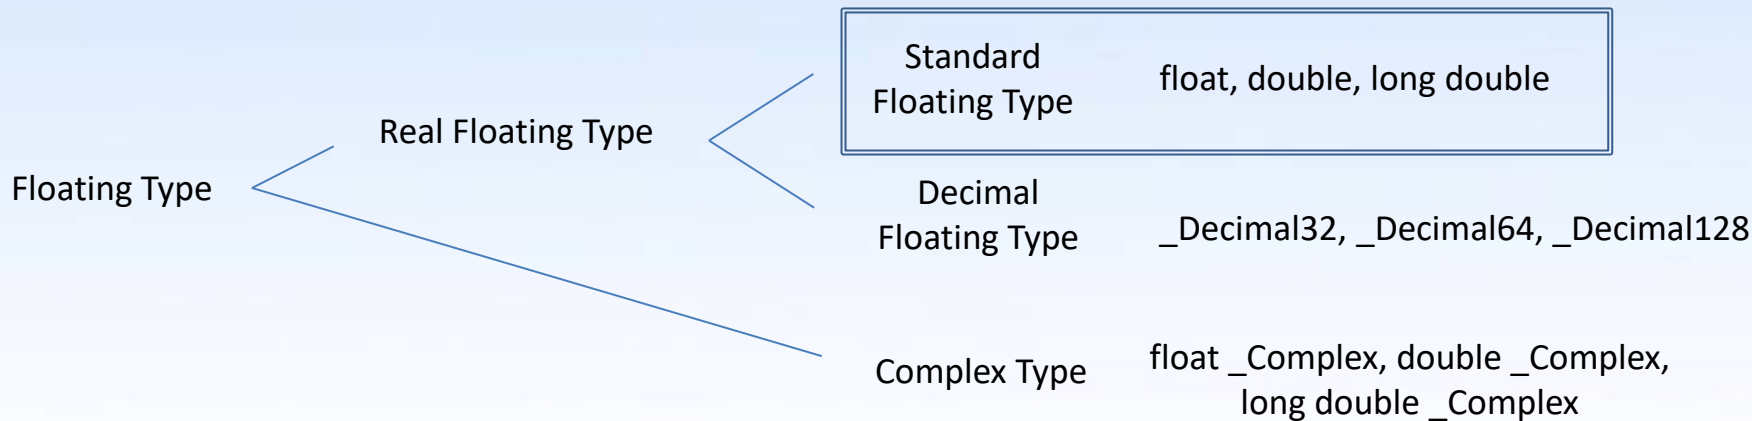 Standard
Floating Type
float, double, long double
Real Floating Type
Floating Type
Decimal
Floating Type
_Decimal32, _Decimal64, _Decimal128
Complex Type
float _Complex, double _Complex,
long double _Complex